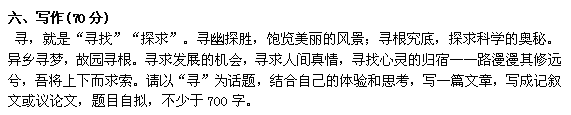 六、写作(70 分)
寻，就是“寻找”“探求”。寻幽探胜，饱览美丽的风景；寻根究底，探求科学的奥秘。
异乡寻梦，故园寻根。寻求发展的机会，寻求人间真情，寻找心灵的归宿一一路漫漫其修远
兮，吾将上下而求索。请以“寻”为话题，结合自己的体验和思考，写一篇文章，写成记叙
文或议论文，题目自拟，不少于 700 字。